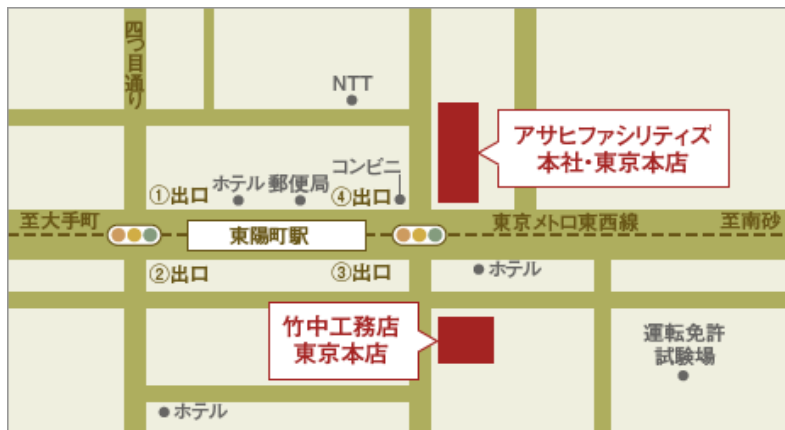 四つ目通り
NTT
アサヒファシリティズ
本社・東京本店
コンビニ
①出口
ホテル
郵便局
④出口
至大手町
東陽町駅
東京メトロ東西線
至南砂
②出口
③出口
ホテル
竹中工務店
東京本店
運転免許
試験場
ホテル